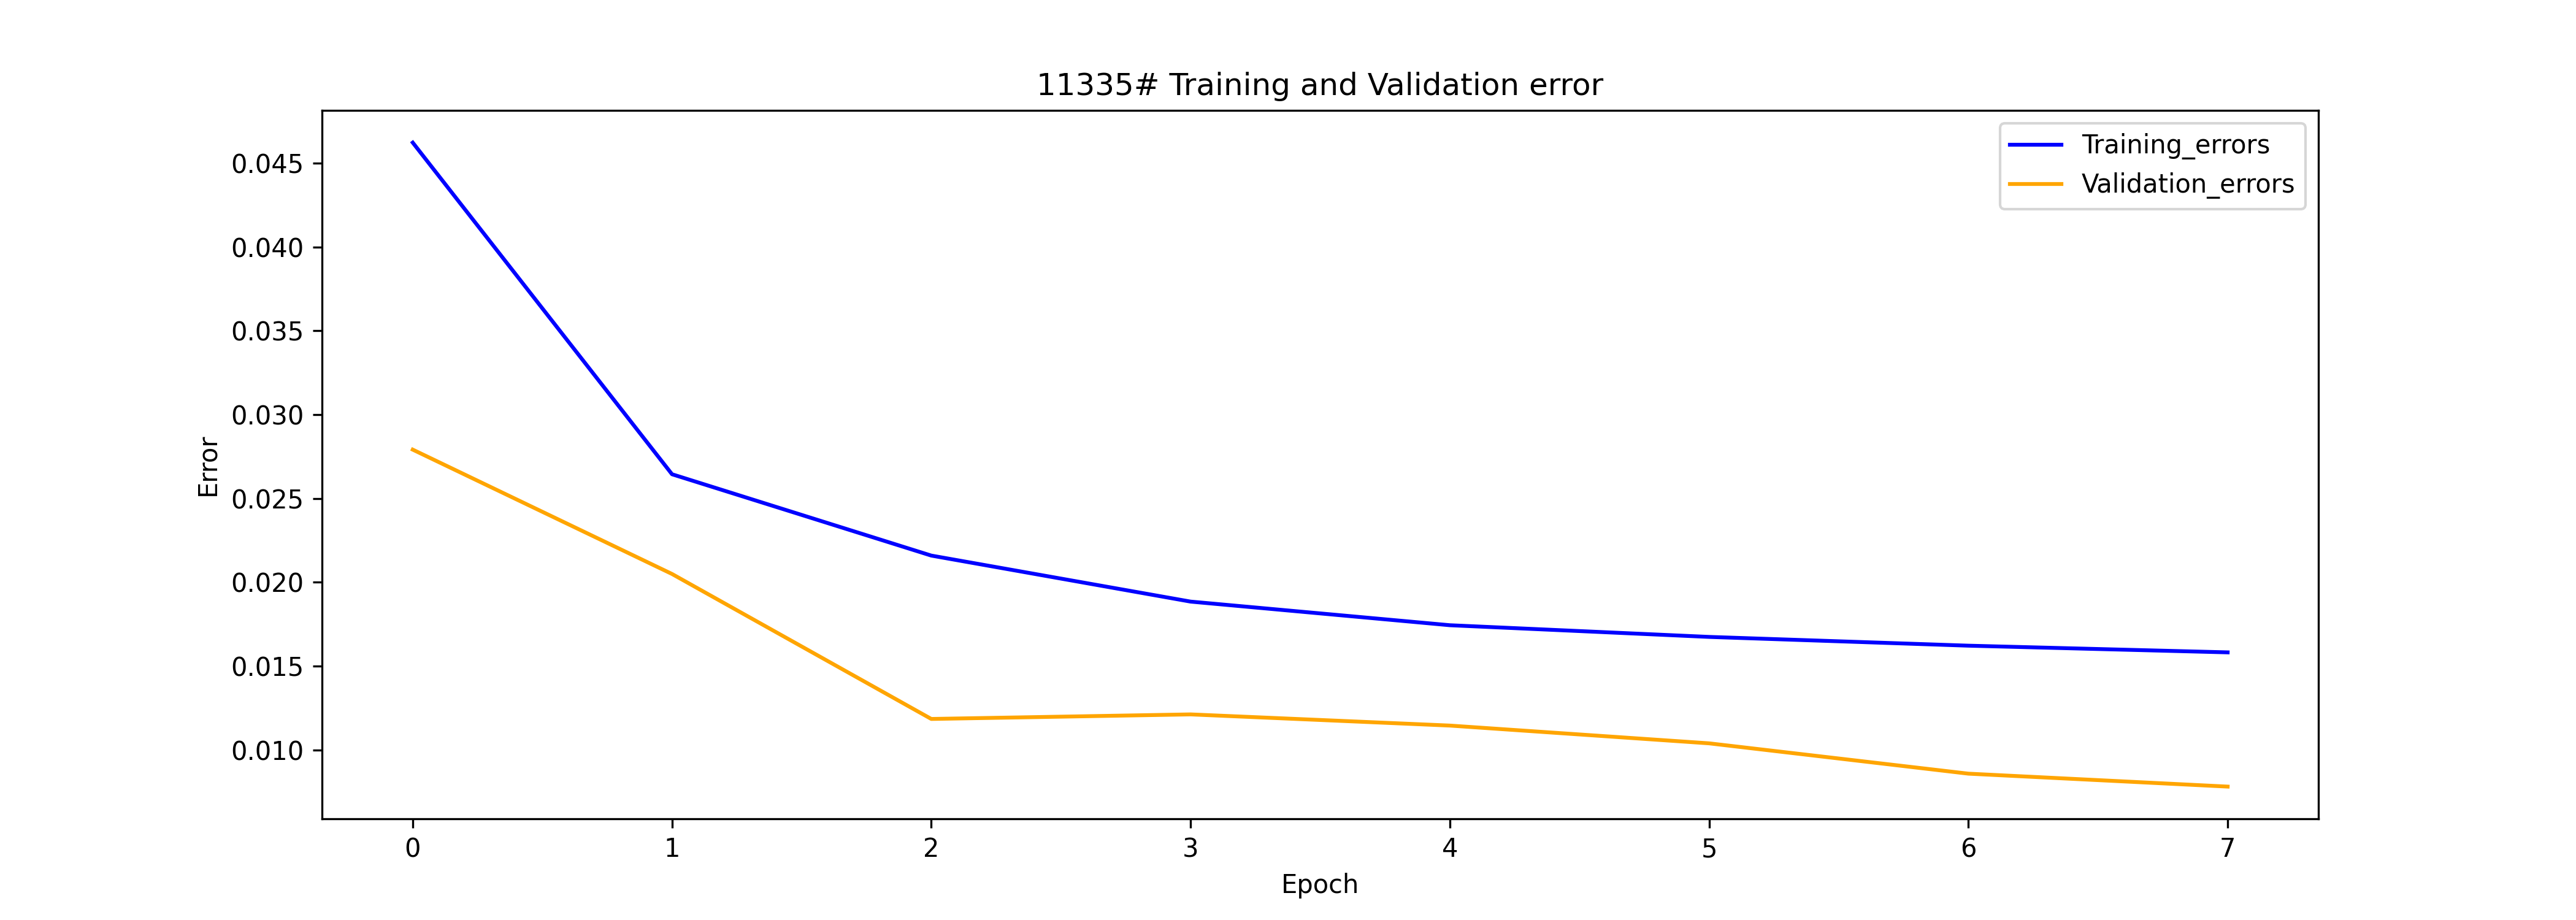 11335# Training and Validation error
Training_errors
Validation_errors
0.045
0.040
0.035
0.030
0.025
0.020
0.015
0.010
Error
0 1 2 3 4 5 6 7
Epoch